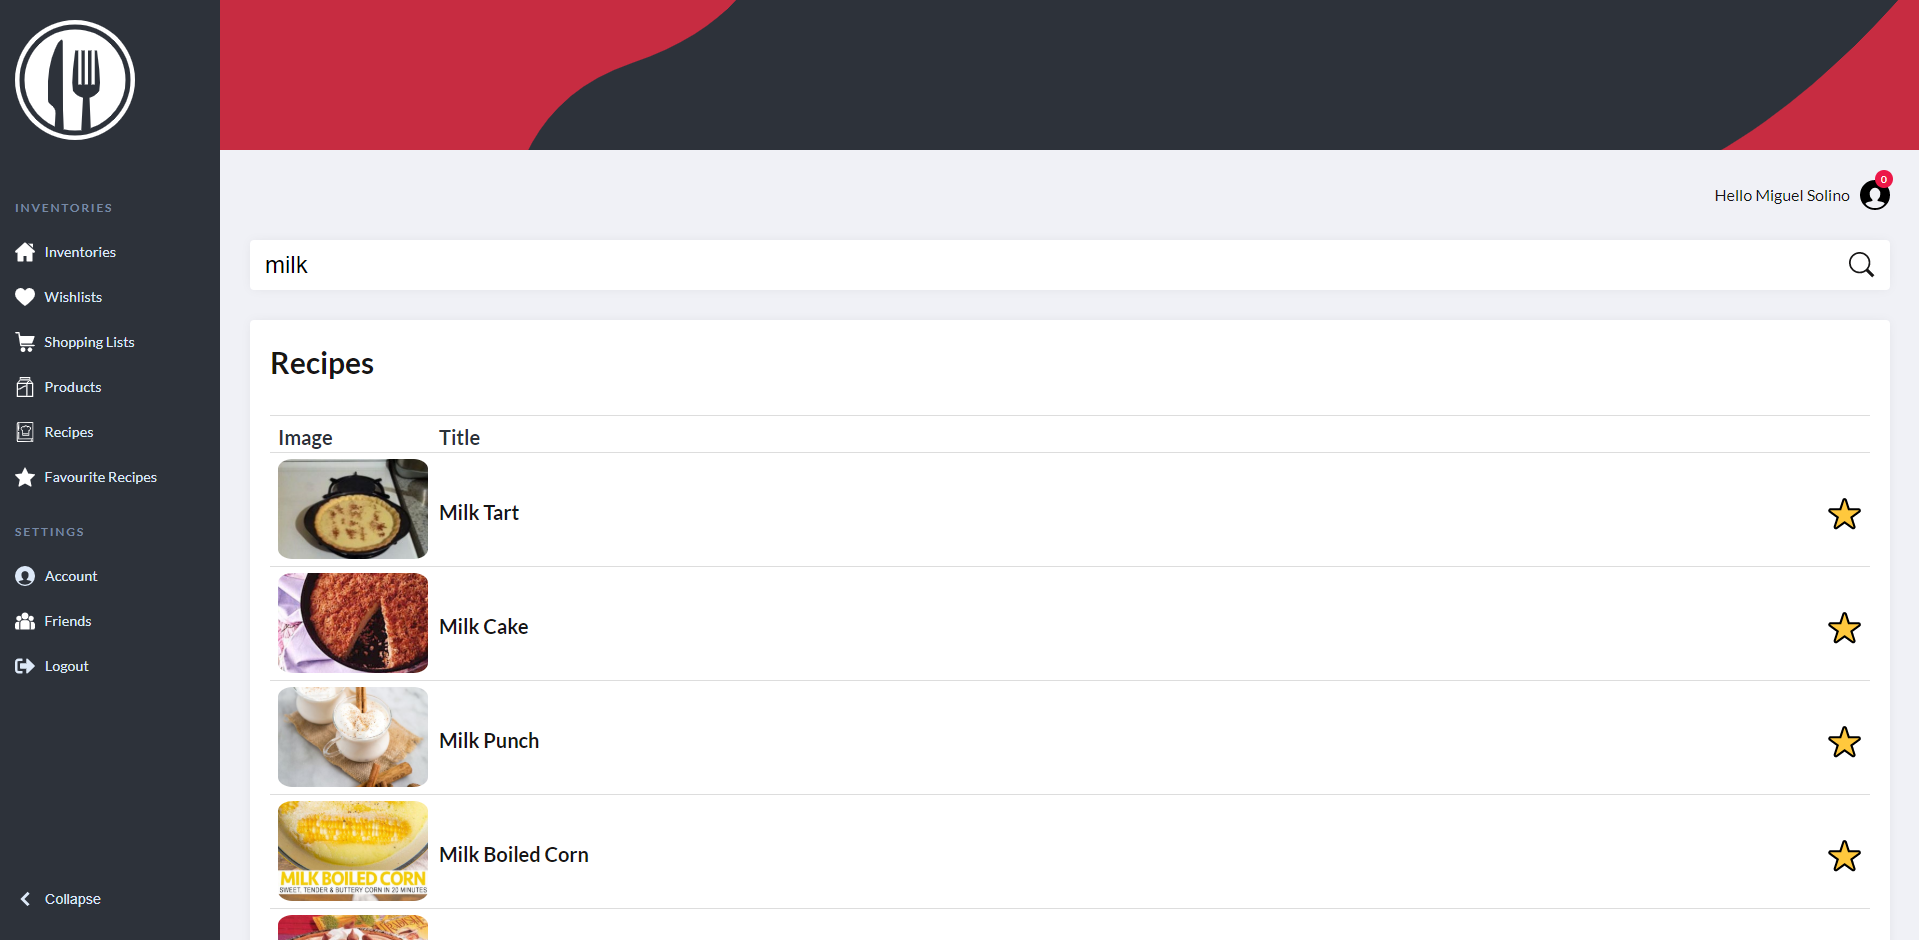 INVENTORIES
Inventories
Wishlists
Shopping Lists
Products
Recipes
Favourite Recipes
SETTINGS
Account
Friends
Logout
Collapse
0
Hello Miguel Solino
milk
Recipes
Image Title
Milk Tart
Milk Cake
Milk Punch
MILK BOILED CORN
SWEET, TENDER & BUTTERY CORN IN 20 MINUTES
Milk Boiled Corn